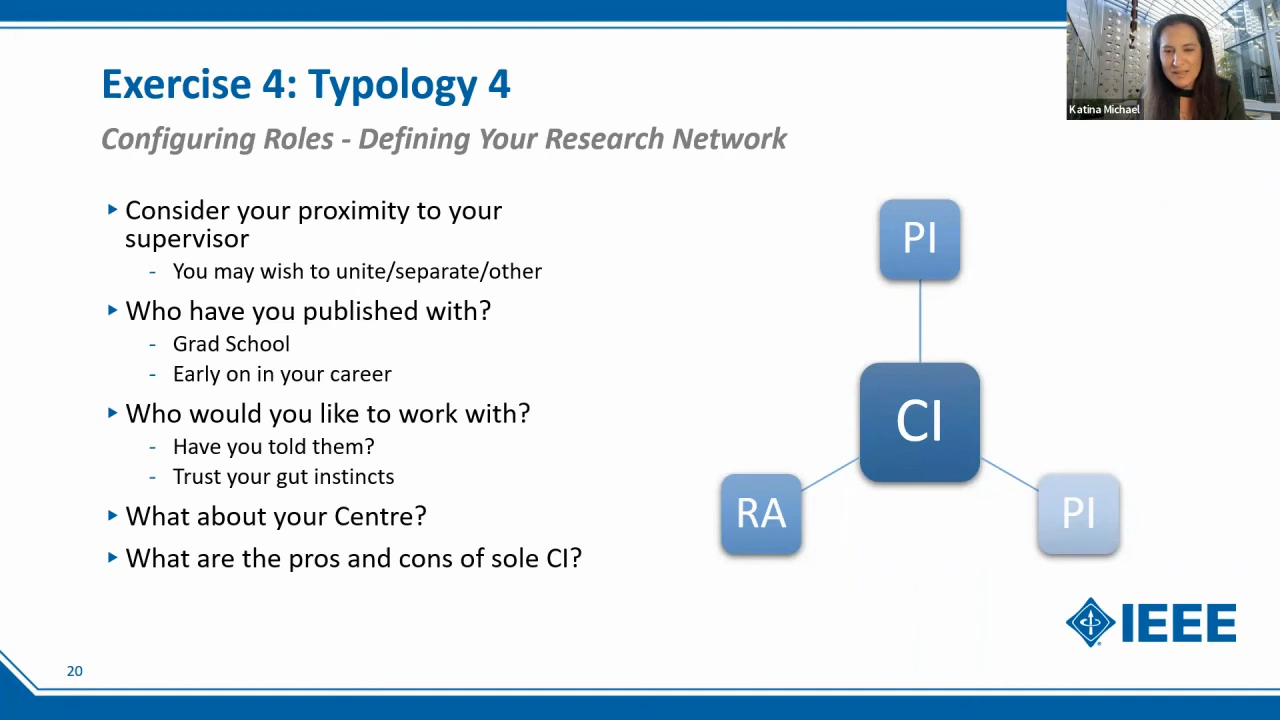 Exercise 4: Typology 4
Configuring Roles - Defining Your Research Network
Katina Michael
Consider your proximity to your
supervisor
- You may wish to unite/separate/other
Who have you published with?
- Grad School
- Early on in your career
Who would you like to work with?
- Have you told them?
- Trust your gut instincts
What about your Centre?
What are the pros and cons of sole CI?
PI
CI
RA
PI
IEEE
20